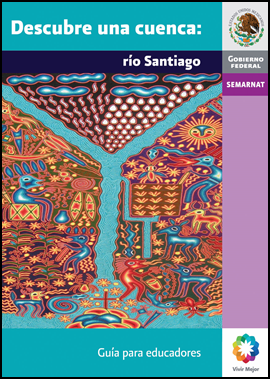 Descubre una cuenca:
río Santiago
GOBIERNO
FEDERAL
SEMARNAT
Guía para educadores
Vivir Mejor